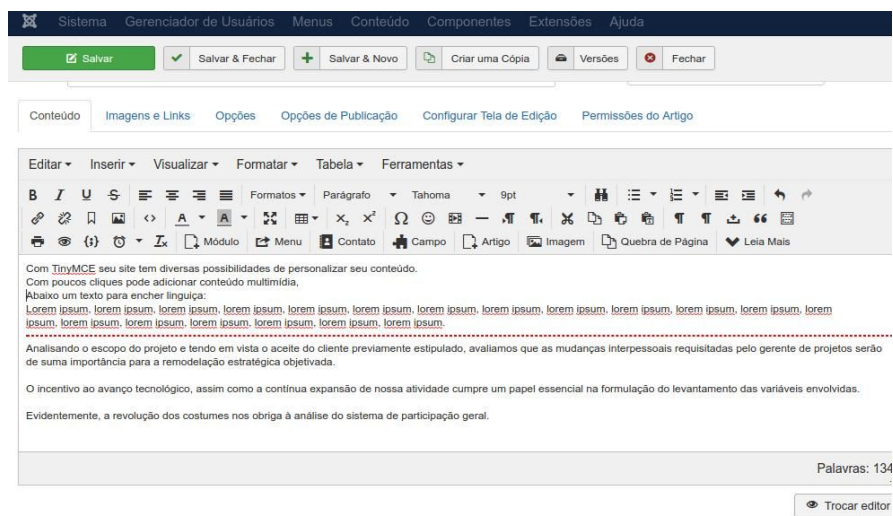 Sistema Gerenciador de Usuários Menus Conteúdo Componentes Extensões Ajuda
Salvar Salvar & Fechar Salvar & Novo Criar uma Cópia Versões Fechar
Conteúdo Imagens e Links Opções Opções de Publicação Configurar Tela de Edição Permissões do Artigo
Editar Inserir Visualizar Formatar Tabela Ferramentas
B I U S Formatos Parágrafo Tahoma 9pt
A A x₂ x² Ω
Tx Módulo Menu Contato Campo Artigo Imagem Quebra de Página Leia Mais
Com TinyMCE seu site tem diversas possibilidades de personalizar seu conteúdo.
Com poucos cliques pode adicionar conteúdo multimídia,
Abaixo um texto para encher linguiça:
Lorem ipsum, lorem ipsum, lorem ipsum, lorem ipsum, lorem ipsum, lorem ipsum, lorem ipsum, lorem ipsum, lorem ipsum, lorem ipsum, lorem ipsum, lorem ipsum, lorem
ipsum, lorem ipsum, lorem ipsum, lorem ipsum, lorem ipsum, lorem ipsum, lorem ipsum.
Analisando o escopo do projeto e tendo em vista o aceite do cliente previamente estipulado, avaliamos que as mudanças interpessoais requisitadas pelo gerente de projetos serão
de suma importância para a remodelação estratégica objetivada.
O incentivo ao avanço tecnológico, assim como a contínua expansão de nossa atividade cumpre um papel essencial na formulação do levantamento das variáveis envolvidas.
Evidentemente, a revolução dos costumes nos obriga à análise do sistema de participação geral.
Palavras: 134
Trocar editor